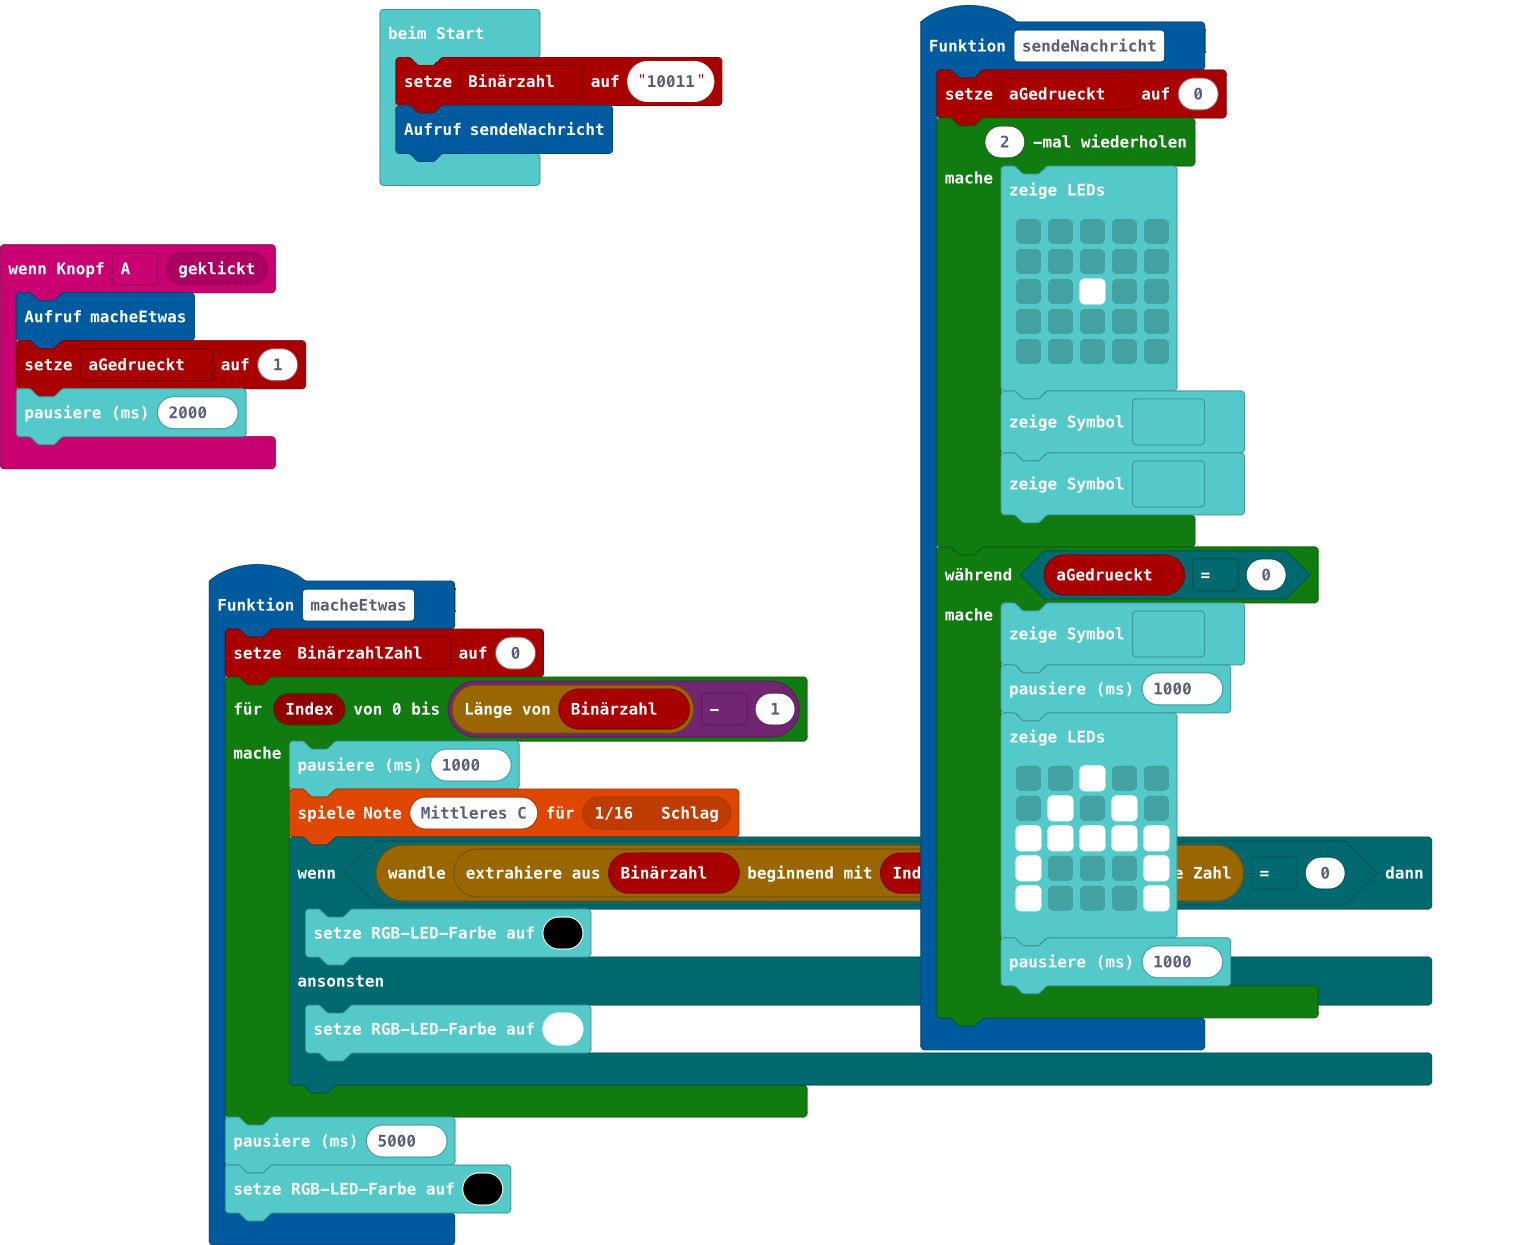 beim Start
setze Binärzahl auf "10011"
Aufruf sendeNachricht
wenn Knopf A geklickt
Aufruf macheEtwas
setze aGedrueckt auf 1
pausiere (ms) 2000
Funktion sendeNachricht
setze aGedrueckt auf 0
2 -mal wiederholen
mache
zeige LEDs
zeige Symbol
zeige Symbol
während aGedrueckt = 0
mache
zeige Symbol
pausiere (ms) 1000
zeige LEDs
pausiere (ms) 1000
Funktion macheEtwas
setze BinärzahlZahl auf 0
für Index von 0 bis Länge von Binärzahl - 1
mache
pausiere (ms) 1000
spiele Note Mittleres C für 1/16 Schlag
wenn wandle extrahiere aus Binärzahl beginnend mit Zahl = 0 dann
setze RGB-LED-Farbe auf
ansonsten
setze RGB-LED-Farbe auf
pausiere (ms) 5000
setze RGB-LED-Farbe auf